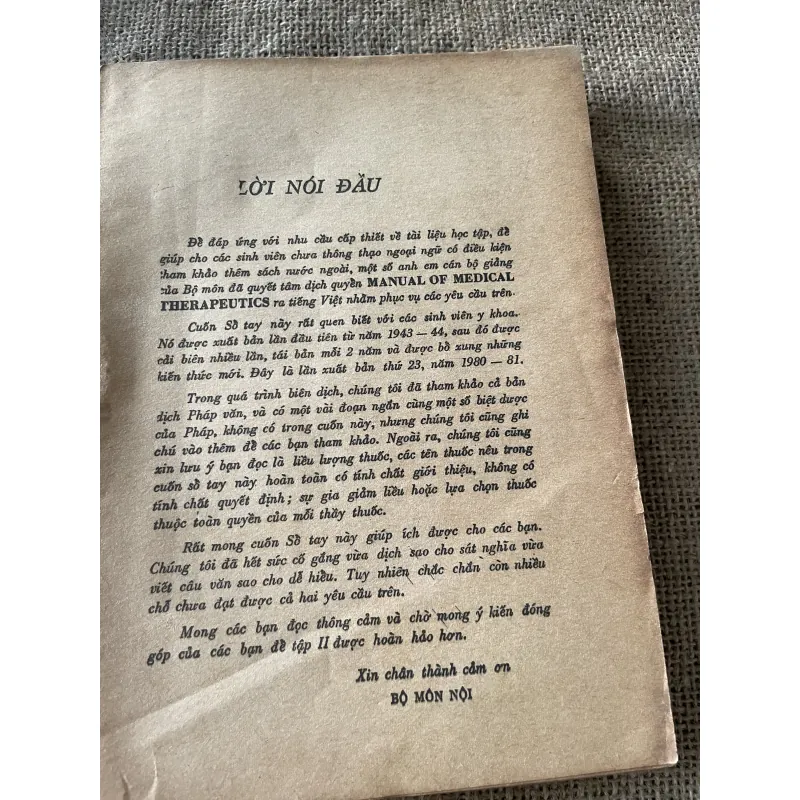 LỜI NÓI ĐẦU
Để đáp ứng với nhu cầu cấp thiết về tài liệu học tập, để
giúp cho các sinh viên chưa thông thạo ngoại ngữ có điều kiện
tham khảo thêm sách nước ngoài, một số anh em cán bộ giảng
của Bộ môn đã quyết tâm dịch quyển MANUAL OF MEDICAL
THERAPEUTICS ra tiếng Việt nhằm phục vụ các yêu cầu trên.
Cuốn Sổ tay này rất quen biết với các sinh viên y khoa.
Nó được xuất bản lần đầu tiên từ năm 1943 – 44, sau đó được
cải biên nhiều lần, tái bản mỗi 2 năm và được bổ xung những
kiến thức mới. Đây là lần xuất bản thứ 23, năm 1980 – 81.
Trong quá trình biên dịch, chúng tôi đã tham khảo cả bản
dịch Pháp văn, và có một vài đoạn ngắn cùng một số biệt dược
của Pháp, không có trong cuốn này, nhưng chúng tôi cũng ghi
chú vào thêm để các bạn tham khảo. Ngoài ra, chúng tôi cũng
xin lưu ý bạn đọc là liều lượng thuốc, các tên thuốc nêu trong
cuốn sổ tay này hoàn toàn có tính chất giới thiệu, không có
tính chất quyết định; sự gia giảm liều hoặc lựa chọn thuốc
thuộc toàn quyền của mỗi thầy thuốc.
Rất mong cuốn Sổ tay này giúp ích được cho các bạn.
Chúng tôi đã hết sức cố gắng vừa dịch sao cho sát nghĩa vừa
viết câu văn sao cho dễ hiểu. Tuy nhiên chắc chắn còn nhiều
chỗ chưa đạt được cả hai yêu cầu trên.
Mong các bạn đọc thông cảm và chờ mong ý kiến đóng
góp của các bạn để tập II được hoàn hảo hơn.
Xin chân thành cảm ơn
BỘ MÔN NỘI